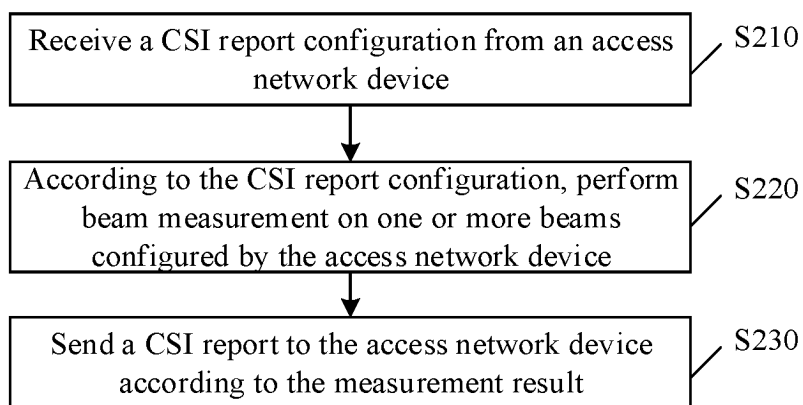 Receive a CSI report configuration from an access
network device
S210
According to the CSI report configuration, perform
beam measurement on one or more beams
configured by the access network device
S220
Send a CSI report to the access network device
according to the measurement result
S230